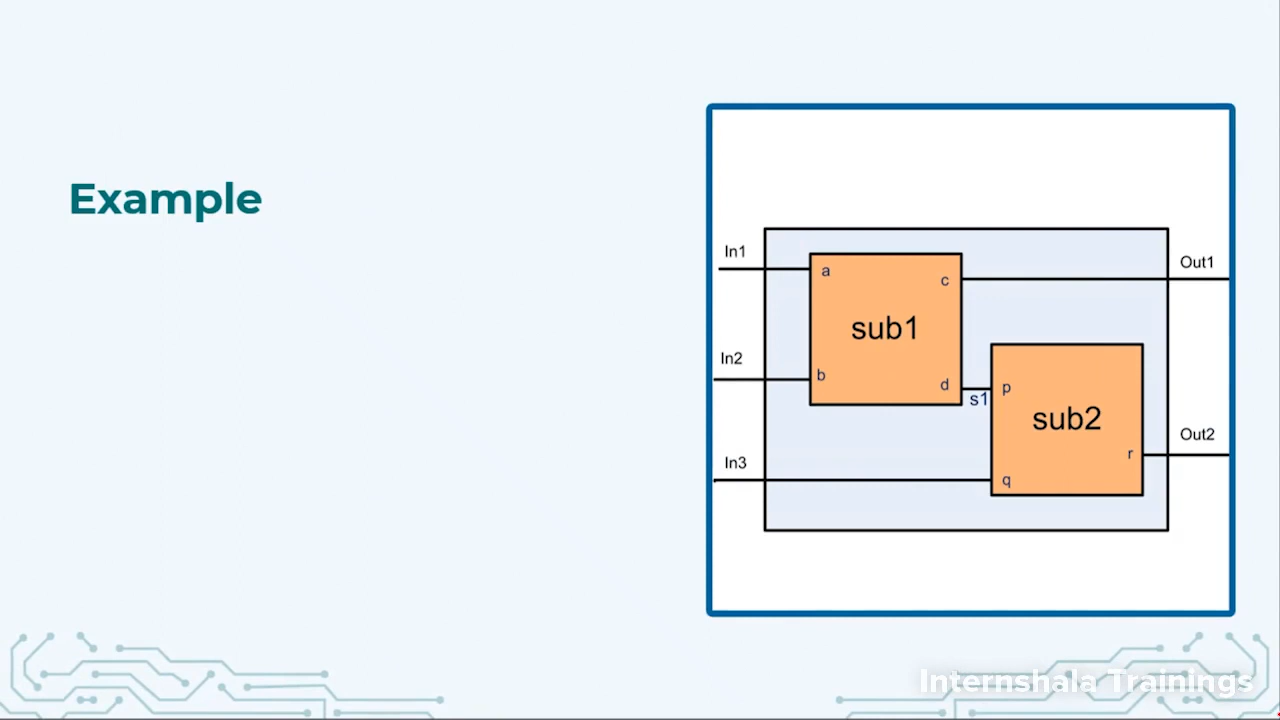 Example
In1
Out1
a
c
sub1
In2
b
d
s1
p
sub2
Out2
r
In3
q
Internshala Trainings